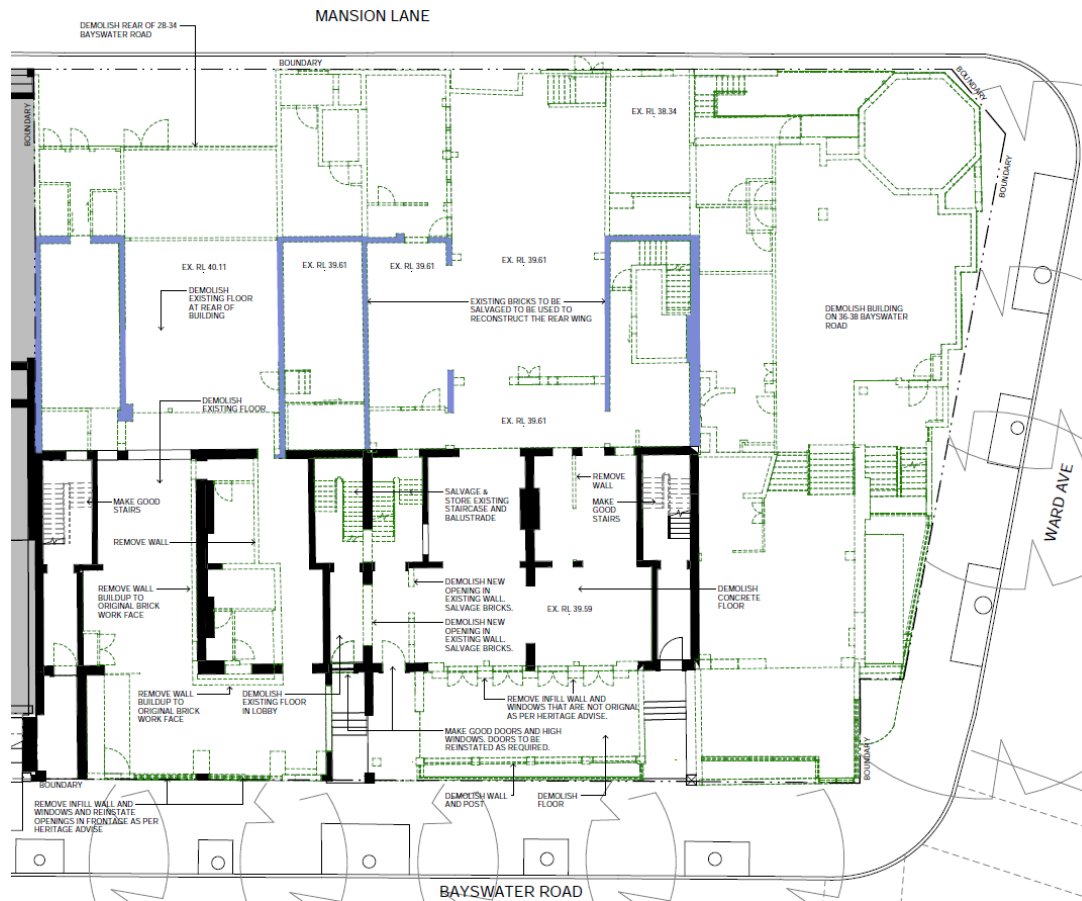 MANSION LANE
DEMOLISH REAR OF 28-34
BAYSWATER ROAD
BOUNDARY
BOUNDARY
BOUNDARY
BOUNDARY
EX. RL 38.34
EX. RL 40.11
EX. RL 39.61
EX. RL 39.61
EX. RL 39.61
DEMOLISH
EXISTING FLOOR
AT REAR OF
BUILDING
EXISTING BRICKS TO BE
SALVAGED TO BE USED TO
RECONSTRUCT THE REAR WING
DEMOLISH BUILDING
ON 36-38 BAYSWATER
ROAD
DEMOLISH
EXISTING FLOOR
EX. RL 39.61
MAKE GOOD
STAIRS
SALVAGE &
STORE EXISTING
STAIRCASE AND
BALUSTRADE
REMOVE
WALL
MAKE
GOOD
STAIRS
WARD AVE
REMOVE WALL
REMOVE WALL
BUILDUP TO
ORIGINAL BRICK
WORK FACE
DEMOLISH NEW
OPENING IN
EXISTING WALL.
SALVAGE BRICKS.
DEMOLISH
CONCRETE
FLOOR
EX. RL 39.59
DEMOLISH NEW
OPENING IN
EXISTING WALL.
SALVAGE BRICKS.
REMOVE WALL
BUILDUP TO
ORIGINAL BRICK
WORK FACE
DEMOLISH
EXISTING FLOOR
IN LOBBY
REMOVE INFILL WALL AND
WINDOWS THAT ARE NOT ORIGNAL
AS PER HERITAGE ADVISE.
MAKE GOOD DOORS AND HIGH
WINDOWS. DOORS TO BE
REINSTATED AS REQUIRED.
BOUNDARY
BOUNDARY
DEMOLISH WALL
AND POST
DEMOLISH
FLOOR
REMOVE INFILL WALL AND
WINDOWS AND REINSTATE
OPENINGS IN FRONTAGE AS PER
HERITAGE ADVISE
BAYSWATER ROAD